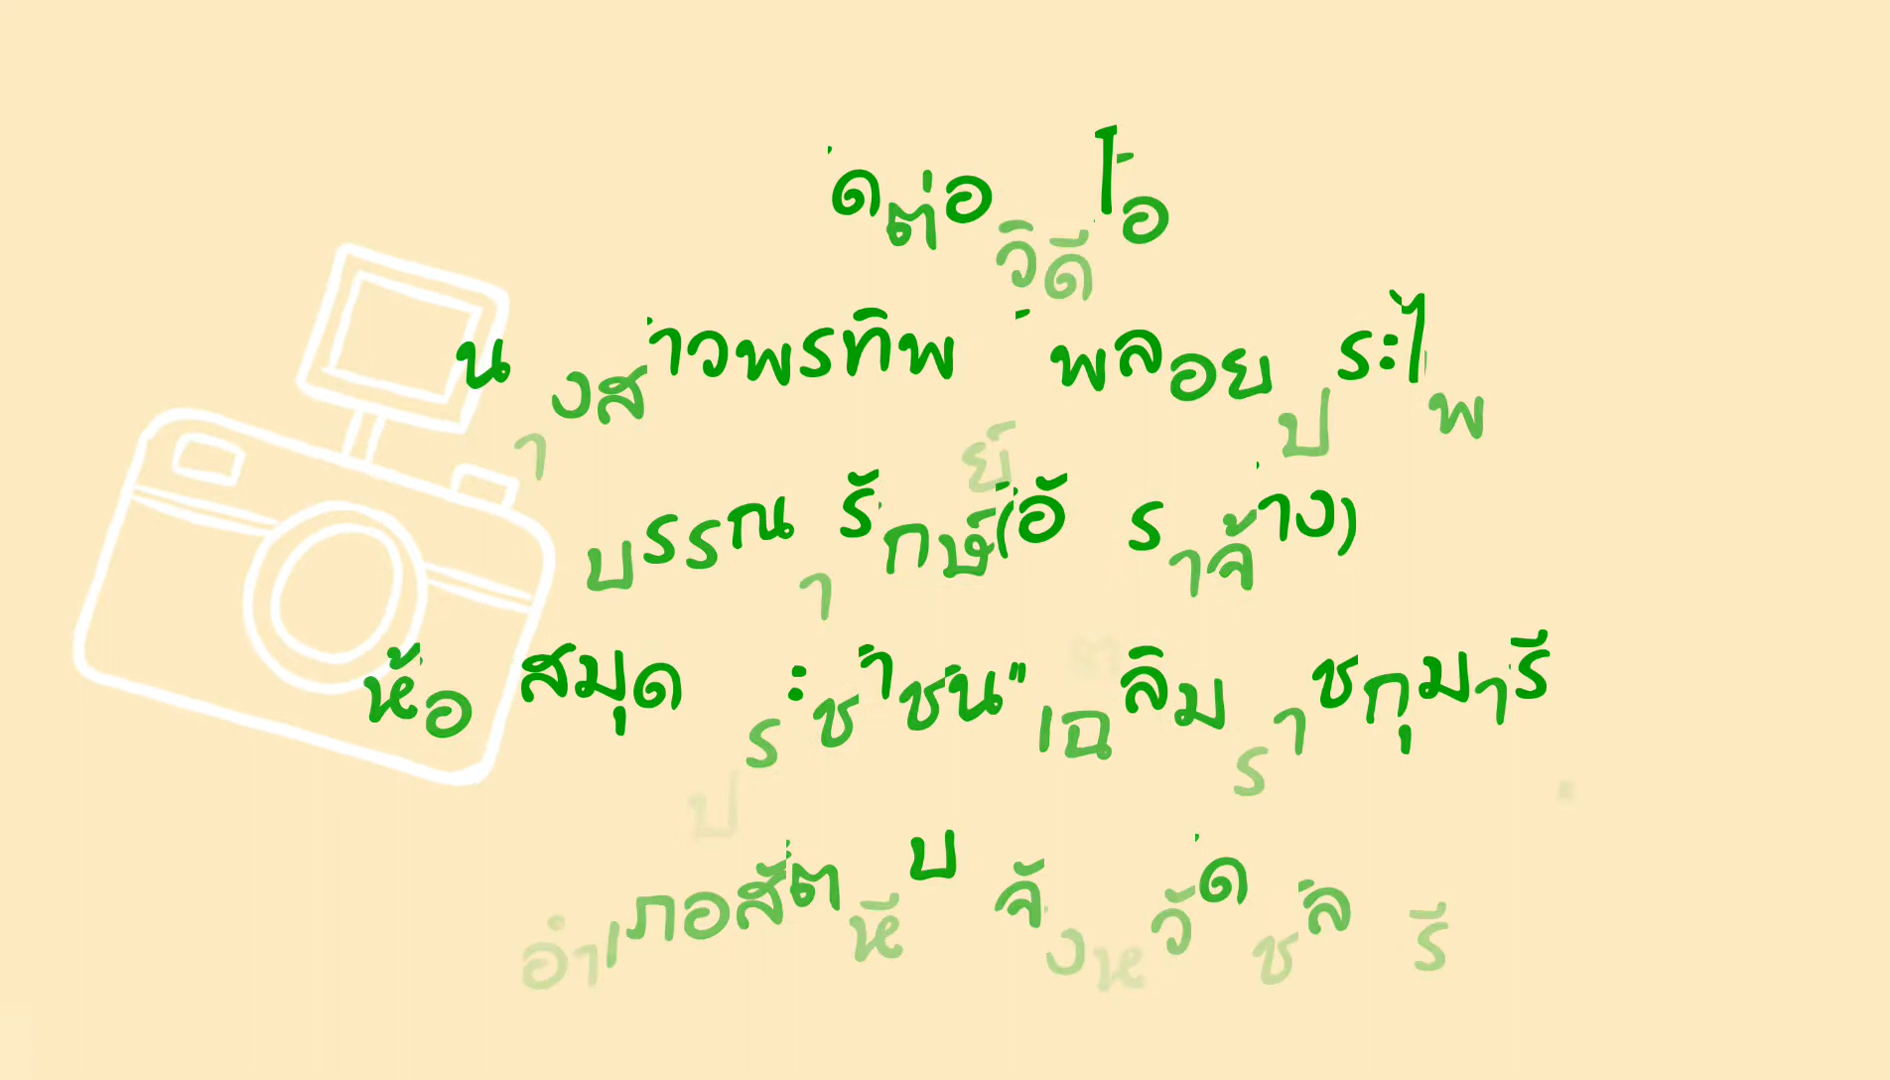 ดต่อวิดีโอ
นางสาวพรทิพย์ พลอยประไพ
บรรณารักษ์(อัตราจ้าง)
ห้อสมุดประชาชน"เฉลิมราชกุมารี
อำเภอสัตหีบ จังหวัดชลรี